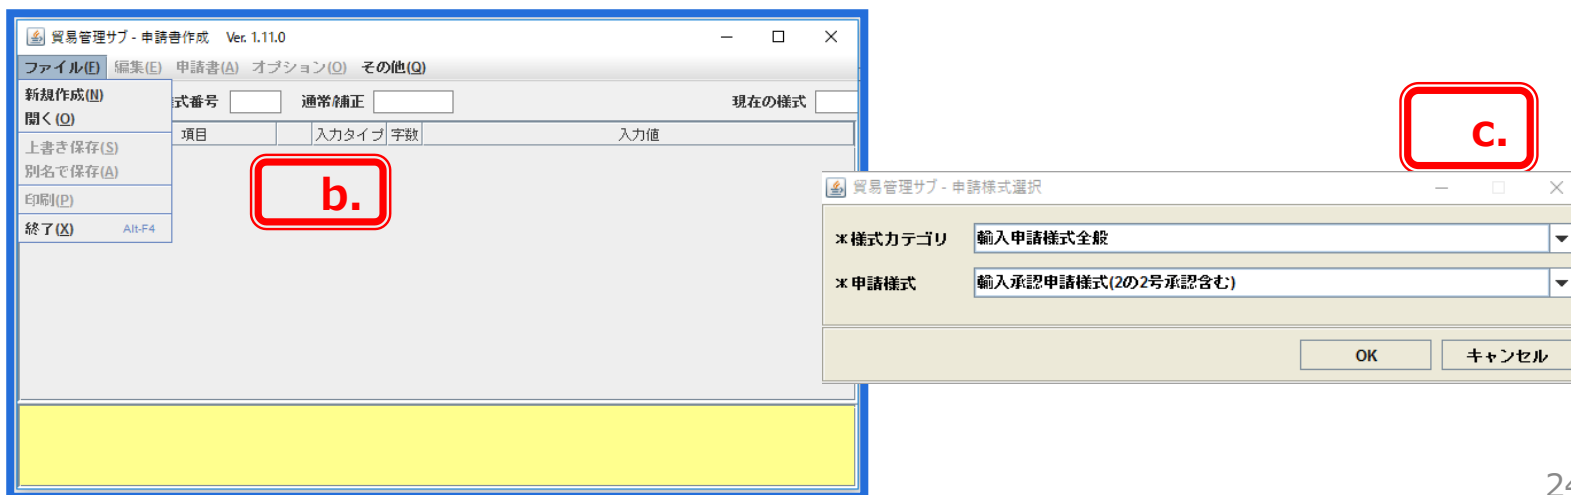 貿易管理サブ - 申請書作成 Ver. 1.11.0
ファイル(F) 編集(E) 申請書(A) オプション(O) その他(Q)
新規作成(N)
開く(O)
上書き保存(S)
別名で保存(A)
印刷(P)
終了(X) Alt-F4
式番号 通常/補正 現在の様式
項目 入力タイプ 字数 入力値
b.
c.
貿易管理サブ - 申請様式選択
*様式カテゴリ 輸入申請様式全般
*申請様式 輸入承認申請様式(2の2号承認含む)
OK キャンセル
24